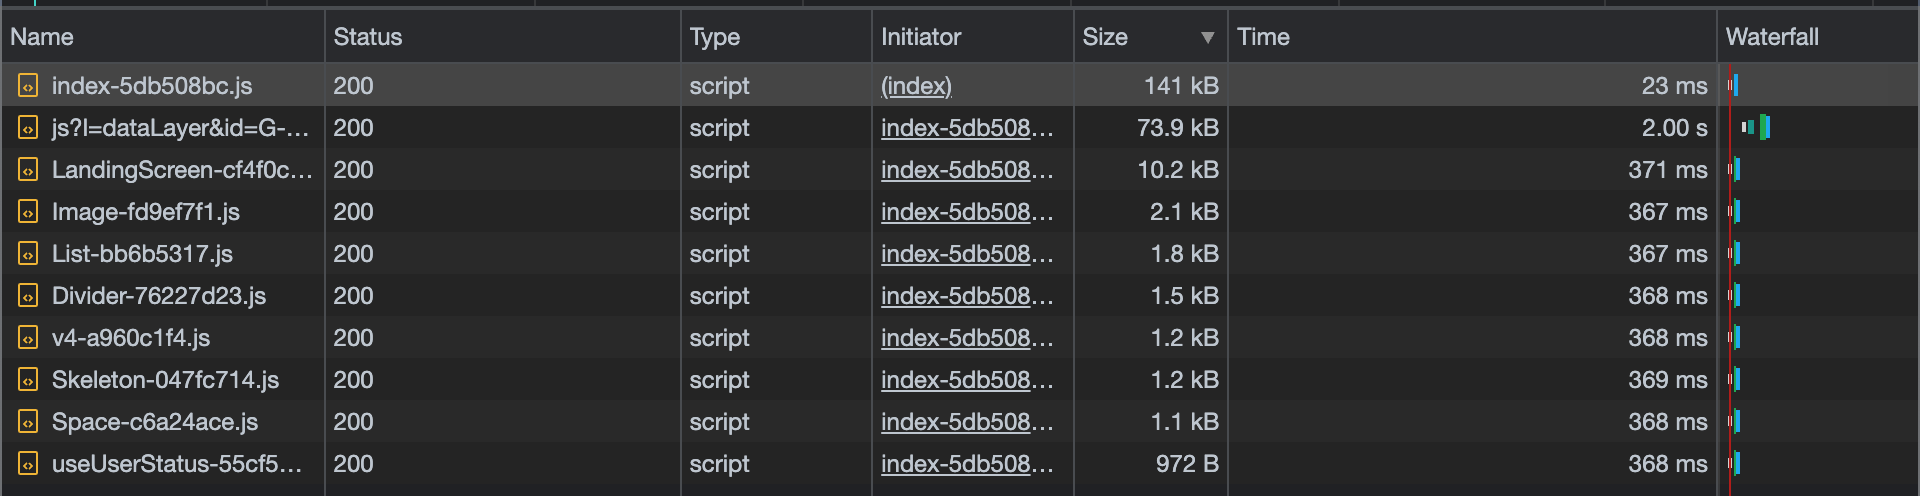 Name Status Type Initiator Size ▼ Time Waterfall
index-5db508bc.js 200 script (index) 141 kB 23 ms
js?l=dataLayer&id=G-... 200 script index-5db508... 73.9 kB 2.00 s
LandingScreen-cf4f0c... 200 script index-5db508... 10.2 kB 371 ms
Image-fd9ef7f1.js 200 script index-5db508... 2.1 kB 367 ms
List-bb6b5317.js 200 script index-5db508... 1.8 kB 367 ms
Divider-76227d23.js 200 script index-5db508... 1.5 kB 368 ms
v4-a960c1f4.js 200 script index-5db508... 1.2 kB 368 ms
Skeleton-047fc714.js 200 script index-5db508... 1.2 kB 369 ms
Space-c6a24ace.js 200 script index-5db508... 1.1 kB 368 ms
useUserStatus-55cf5... 200 script index-5db508... 972 B 368 ms